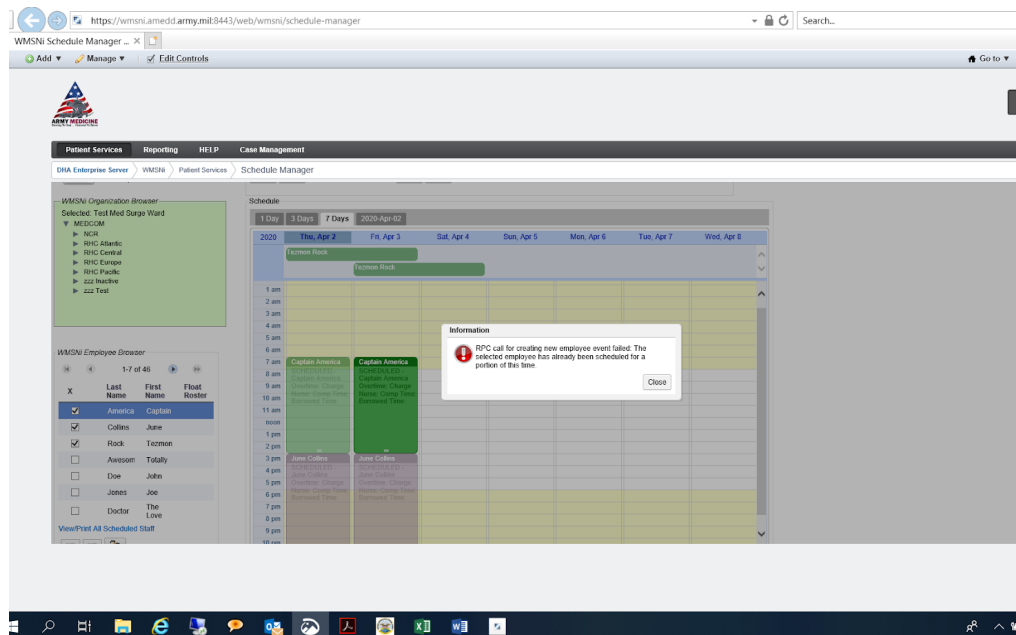 https://wmsni.amedd.army.mil:8443/web/wmsni/schedule-manager
Search...
WMSNi Schedule Manager ...
Add Manage Edit Controls Go to
ARMY MEDICINE
Patient Services Reporting HELP Case Management
DHA Enterprise Server WMSNi Patient Services Schedule Manager
WMSNi Organization Browser
Selected: Test Med Surge Ward
MEDCOM
NCR
RHC Atlantic
RHC Central
RHC Europe
RHC Pacific
zzz Inactive
zzz Test
WMSNi Employee Browser
1-7 of 46
X Last Name First Name Float Roster
America Captain
Collins June
Rock Tezmon
Awesom Totally
Doe John
Jones Joe
Doctor The Love
View/Print All Scheduled Staff
Schedule
1 Day 3 Days 7 Days 2020-Apr-02
2020 Thu, Apr 2 Fri, Apr 3 Sat, Apr 4 Sun, Apr 5 Mon, Apr 6 Tue, Apr 7 Wed, Apr 8
Tezmon Rock
Tezmon Rock
1 am
2 am
3 am
4 am
5 am
6 am
7 am
8 am
9 am
10 am
11 am
noon
1 pm
2 pm
3 pm
4 pm
5 pm
6 pm
7 pm
8 pm
9 pm
10 pm
Captain America
SCHEDULED -
Captain America
Overtime: Charge
Nurse: Comp Time:
Borrowed Time:
Captain America
SCHEDULED -
Captain America
Overtime: Charge
Nurse: Comp Time:
Borrowed Time:
June Collins
SCHEDULED -
June Collins
Overtime: Charge
Nurse: Comp Time:
Borrowed Time:
June Collins
SCHEDULED -
June Collins
Overtime: Charge
Nurse: Comp Time:
Borrowed Time:
Information
RPC call for creating new employee event failed: The
selected employee has already been scheduled for a
portion of this time.
Close